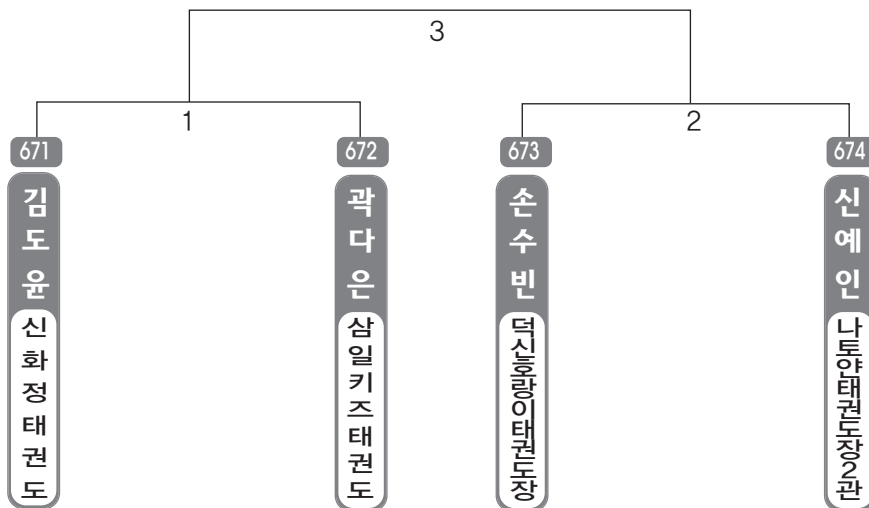 3
1
2
671
672
673
674
김도윤
곽다은
손수빈
신예인
신화정태권도
삼일키즈태권도
덕신호랑이태권도장
나토얀태권도장2관